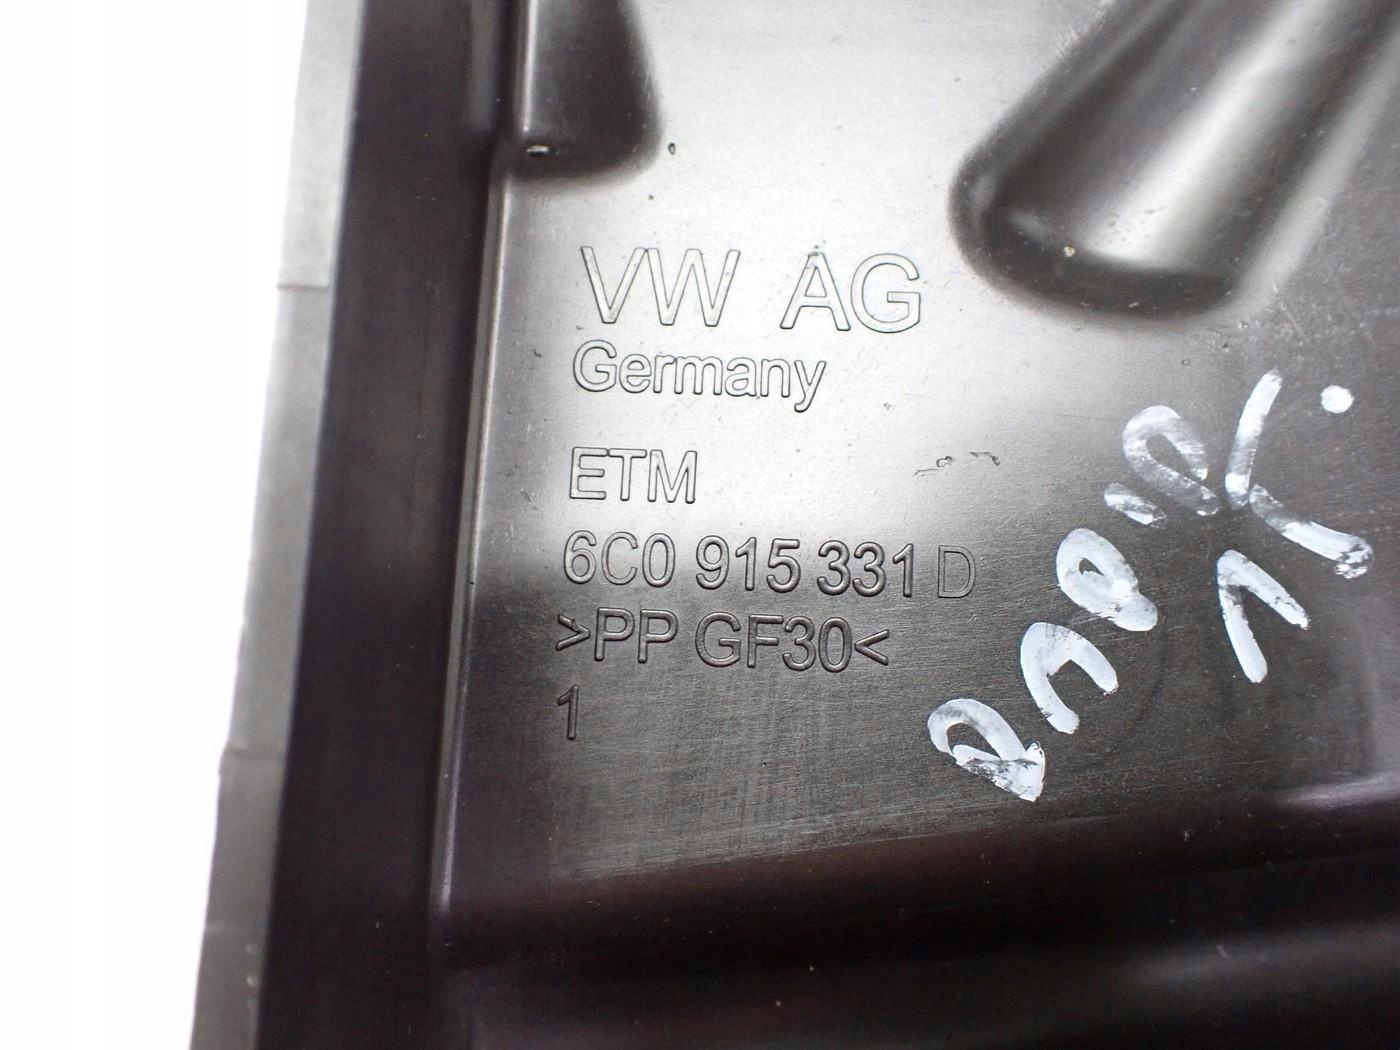 VW AG
Germany
ETM
6C0 915 331 D
>PP GF30<
1